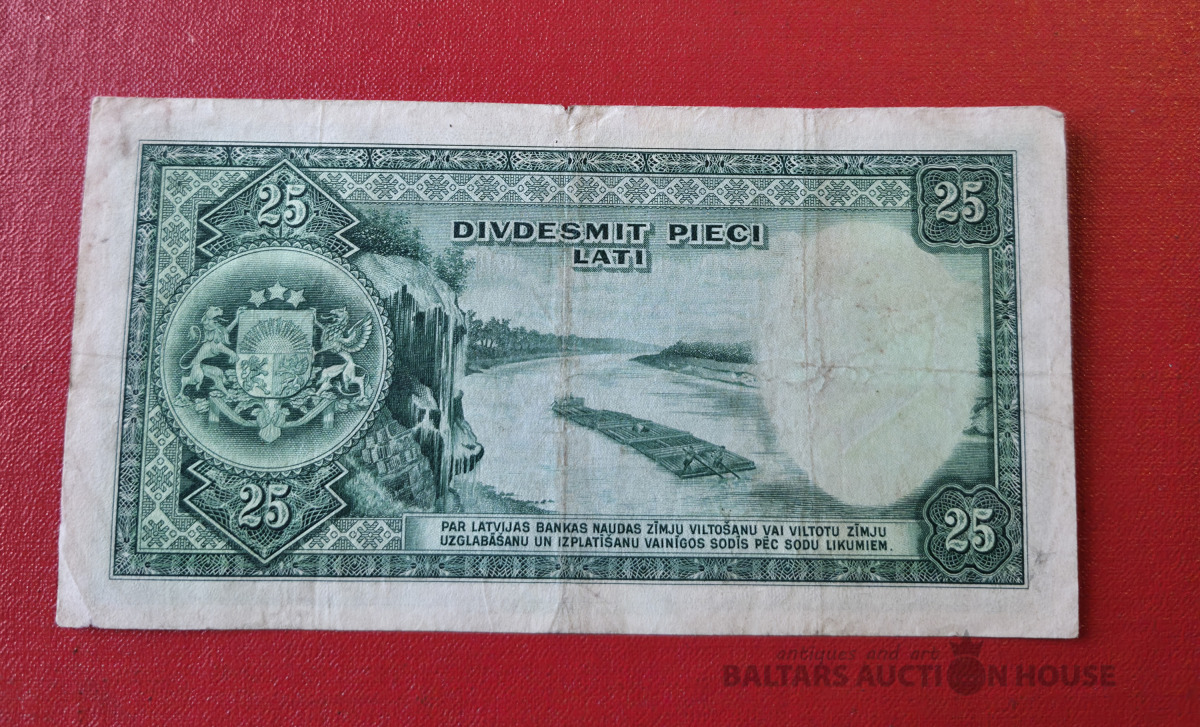 25
25
DIVDESMIT PIECI
LATI
25
PAR LATVIJAS BANKAS NAUDAS ZĪMJU VILTOŠANU VAI VILTOTU ZĪMJU
UZGLABĀŠANU UN IZPLATĪŠANU VAINĪGOS SODĪS PĒC SODU LIKUMIEM.
25
antiques and art
BALTARS AUCTION HOUSE